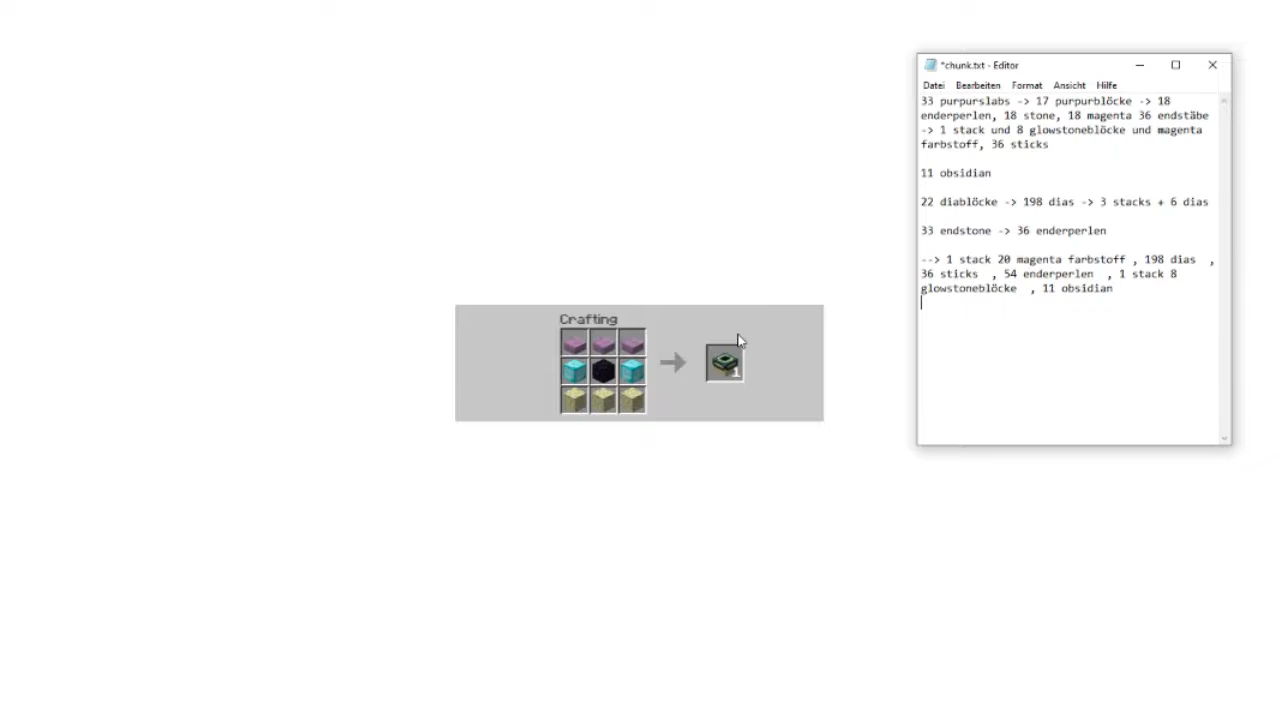 *chunk.txt - Editor
Datei Bearbeiten Format Ansicht Hilfe
33 purpurslabs -> 17 purpurblöcke -> 18
enderperlen, 18 stone, 18 magenta 36 endstäbe
-> 1 stack und 8 glowstoneblöcke und magenta
farbstoff, 36 sticks
11 obsidian
22 diablöcke -> 198 dias -> 3 stacks + 6 dias
33 endstone -> 36 enderperlen
--> 1 stack 20 magenta farbstoff , 198 dias ,
36 sticks , 54 enderperlen , 1 stack 8
glowstoneblöcke , 11 obsidian
Crafting
1